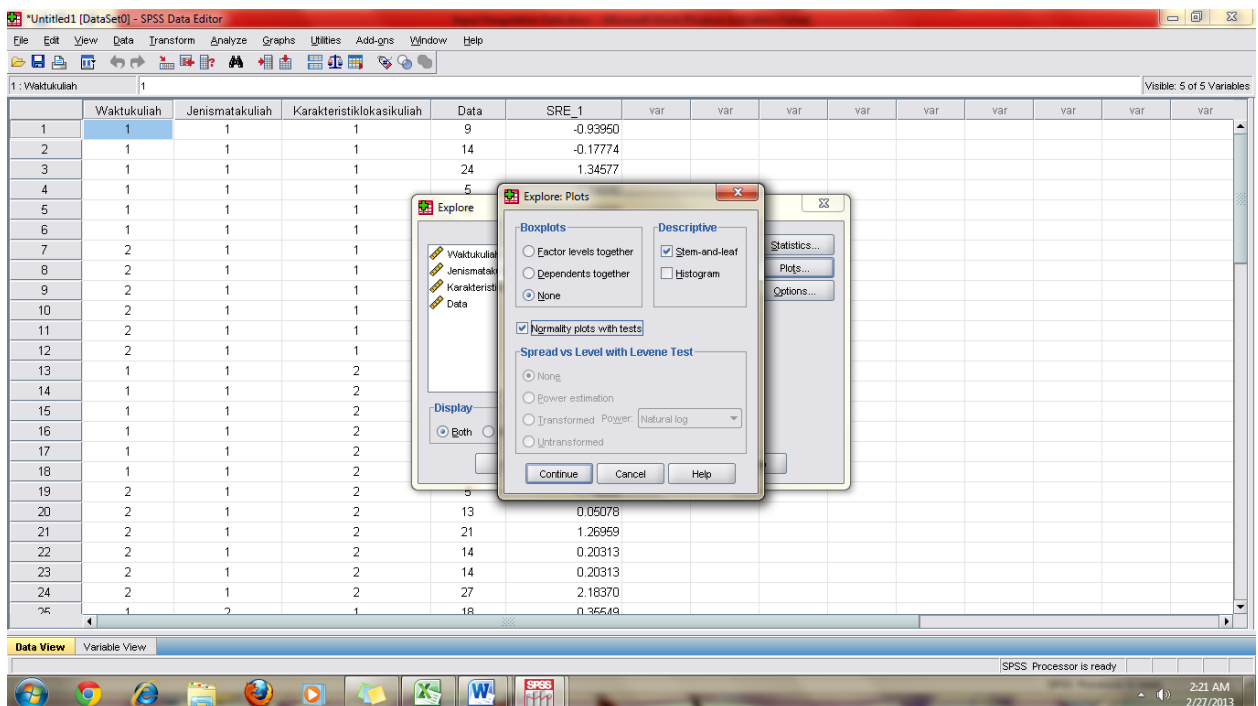 *Untitled1 [DataSet0] - SPSS Data Editor
File Edit View Data Transform Analyze Graphs Utilities Add-ons Window Help
1 : Waktukuliah 1 Visible: 5 of 5 Variables
Waktukuliah Jenismatakuliah Karakteristiklokasikuliah Data SRE_1 var var var var var var var var
1 1 1 1 9 -0.93950
2 1 1 1 14 -0.17774
3 1 1 1 24 1.34577
4 1 1 1 5
5 1 1 1
6 1 1 1
7 2 1 1
8 2 1 1
9 2 1 1
10 2 1 1
11 2 1 1
12 2 1 1
13 1 1 2
14 1 1 2
15 1 1 2
16 1 1 2
17 1 1 2
18 1 1 2
19 2 1 2 5
20 2 1 2 13 0.05078
21 2 1 2 21 1.26959
22 2 1 2 14 0.20313
23 2 1 2 14 0.20313
24 2 1 2 27 2.18370
25 1 2 1 18 0.35549
Explore
Waktukuliah
Jenismatak
Karakteristi
Data
Display
Both
Statistics...
Plots...
Options...
Explore: Plots
Boxplots
Factor levels together
Dependents together
None
Descriptive
Stem-and-leaf
Histogram
Normality plots with tests
Spread vs Level with Levene Test
None
Power estimation
Transformed Power: Natural log
Untransformed
Continue Cancel Help
Data View Variable View
SPSS Processor is ready
SPSS
2:21 AM
2/27/2013